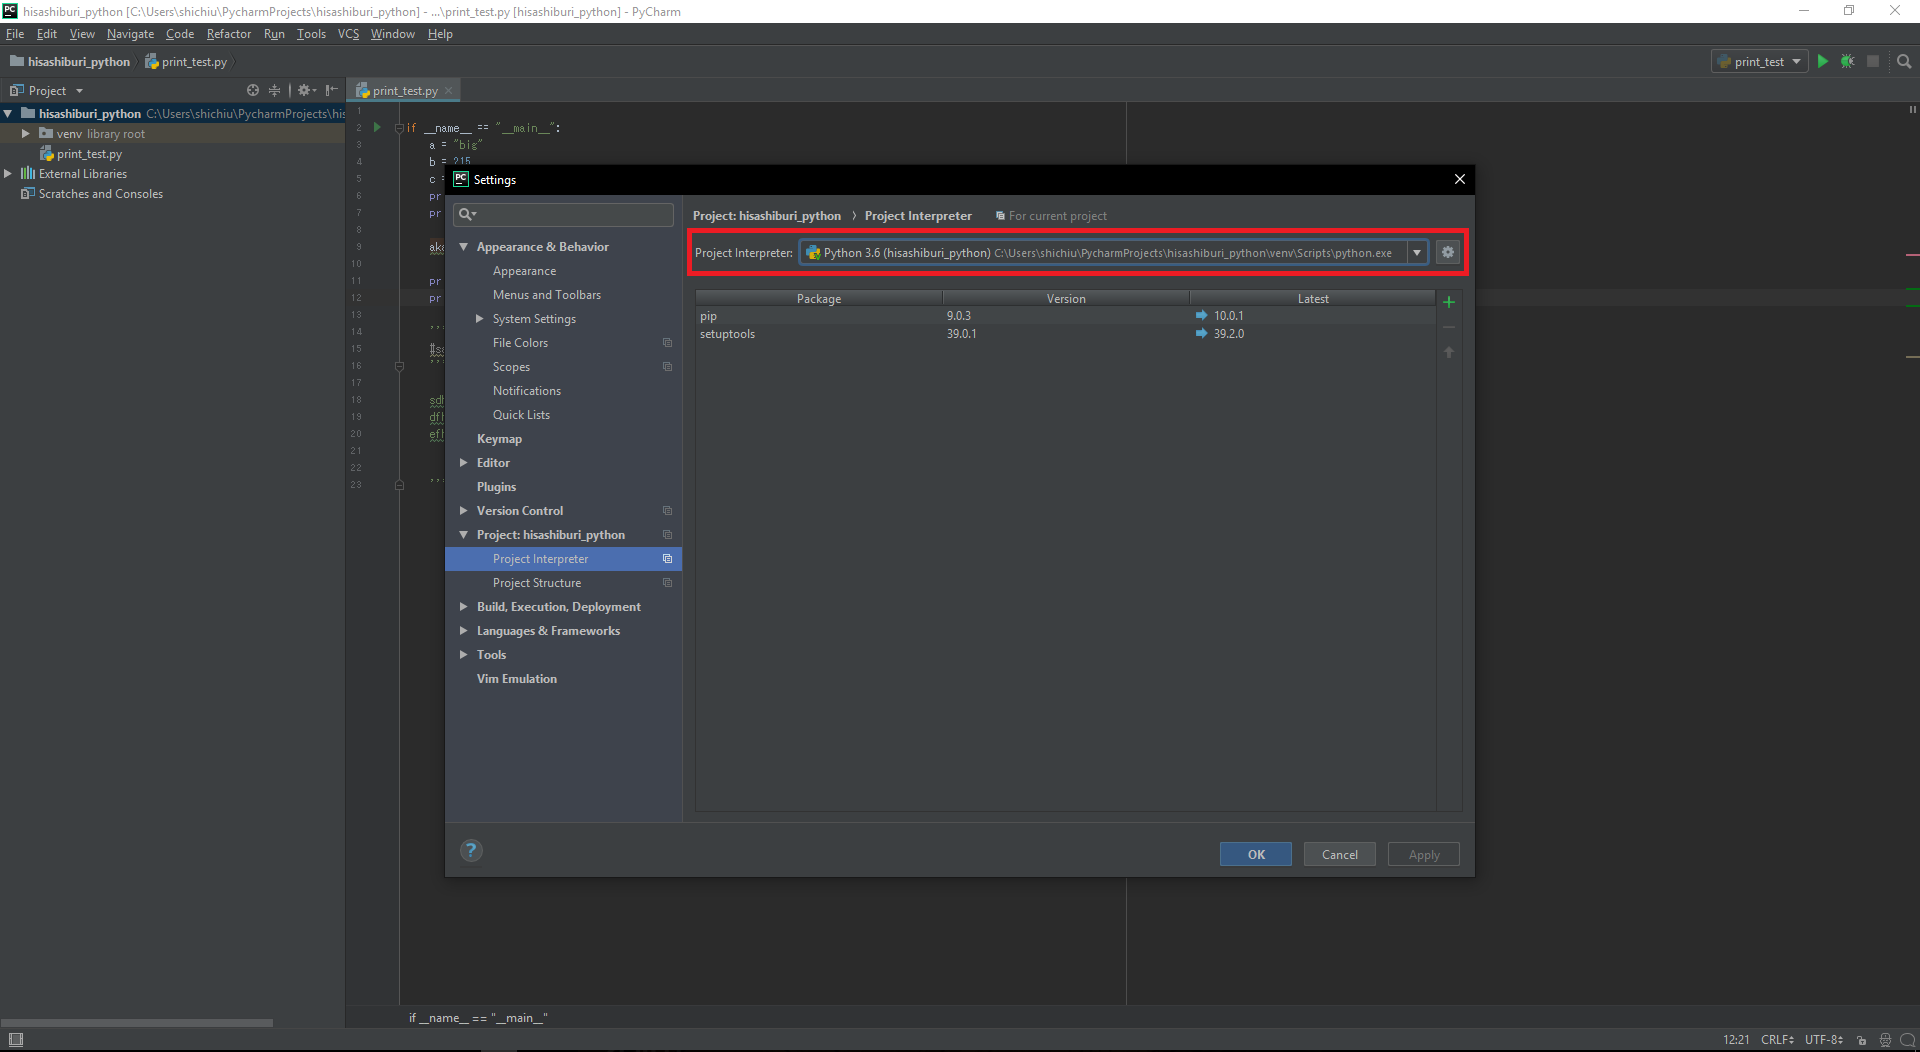 hisashiburi_python [C:\Users\shichiu\PycharmProjects\hisashiburi_python] - ...\print_test.py [hisashiburi_python] - PyCharm
File Edit View Navigate Code Refactor Run Tools VCS Window Help
hisashiburi_python print_test.py
print_test
Project
print_test.py
hisashiburi_python C:\Users\shichiu\PycharmProjects\his
venv library root
print_test.py
External Libraries
Scratches and Consoles
1
2 if __name__ == "__main__":
3 a = "big"
4 b = 215
5 c =
6 pr
7 pr
8
9 aka
10
11 pr
12 pr
13
14 '''
15 #sa
16 '''
17
18 sdh
19 dfh
20 efh
21
22
23 '''
Settings
Appearance & Behavior
Appearance
Menus and Toolbars
System Settings
File Colors
Scopes
Notifications
Quick Lists
Keymap
Editor
Plugins
Version Control
Project: hisashiburi_python
Project Interpreter
Project Structure
Build, Execution, Deployment
Languages & Frameworks
Tools
Vim Emulation
Project: hisashiburi_python › Project Interpreter For current project
Project Interpreter: Python 3.6 (hisashiburi_python) C:\Users\shichiu\PycharmProjects\hisashiburi_python\venv\Scripts\python.exe
Package Version Latest
pip 9.0.3 10.0.1
setuptools 39.0.1 39.2.0
?
OK Cancel Apply
if __name__ == "__main__"
12:21 CRLF UTF-8